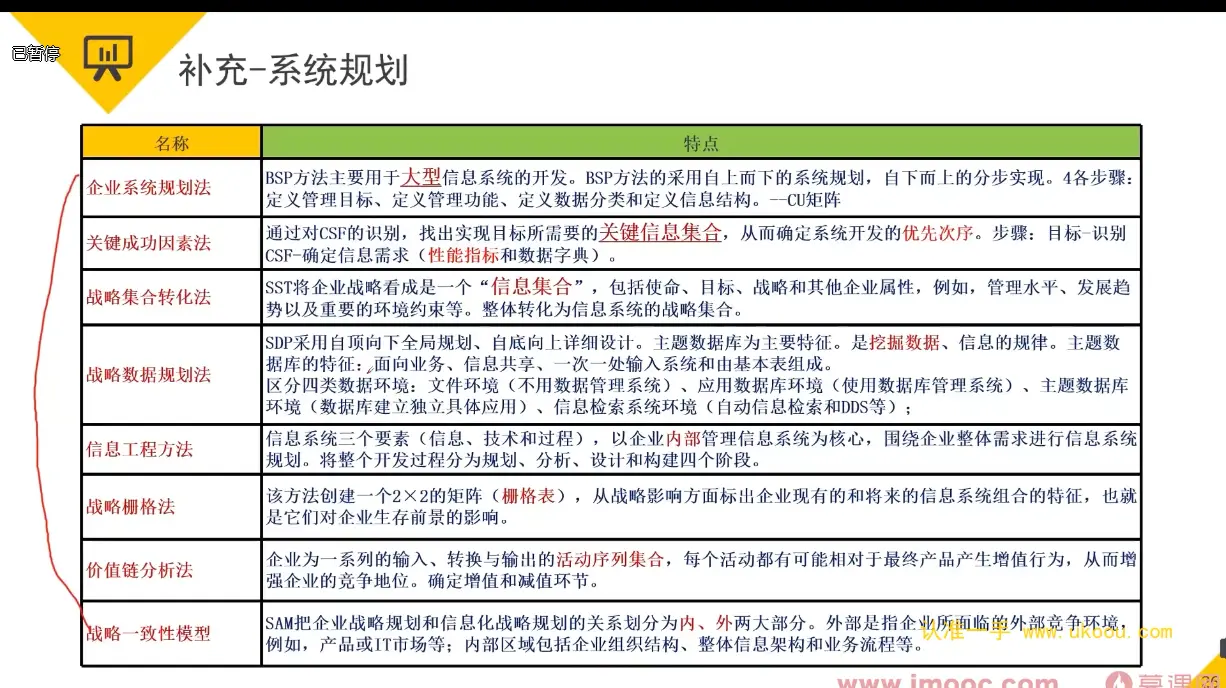 已暂停
补充-系统规划
名称
特点
企业系统规划法
BSP方法主要用于大型信息系统的开发。BSP方法的采用自上而下的系统规划，自下而上的分步实现。4各步骤：
定义管理目标、定义管理功能、定义数据分类和定义信息结构。--CU矩阵
关键成功因素法
通过对CSF的识别，找出实现目标所需要的关键信息集合，从而确定系统开发的优先次序。步骤：目标-识别
CSF-确定信息需求（性能指标和数据字典）。
战略集合转化法
SST将企业战略看成是一个“信息集合”，包括使命、目标、战略和其他企业属性，例如，管理水平、发展趋
势以及重要的环境约束等。整体转化为信息系统的战略集合。
战略数据规划法
SDP采用自顶向下全局规划、自底向上详细设计。主题数据库为主要特征。是挖掘数据、信息的规律。主题数
据库的特征：面向业务、信息共享、一次一处输入系统和由基本表组成。
区分四类数据环境：文件环境（不用数据管理系统）、应用数据库环境（使用数据库管理系统）、主题数据库
环境（数据库建立独立具体应用）、信息检索系统环境（自动信息检索和DDS等）；
信息工程方法
信息系统三个要素（信息、技术和过程），以企业内部管理信息系统为核心，围绕企业整体需求进行信息系统
规划。将整个开发过程分为规划、分析、设计和构建四个阶段。
战略栅格法
该方法创建一个2×2的矩阵（栅格表），从战略影响方面标出企业现有的和将来的信息系统组合的特征，也就
是它们对企业生存前景的影响。
价值链分析法
企业为一系列的输入、转换与输出的活动序列集合，每个活动都有可能相对于最终产品产生增值行为，从而增
强企业的竞争地位。确定增值和减值环节。
战略一致性模型
SAM把企业战略规划和信息化战略规划的关系划分为内、外两大部分。外部是指企业所面临的外部竞争环境，
例如，产品或IT市场等；内部区域包括企业组织结构、整体信息架构和业务流程等。
认准一手 www.ukoou.com
www.imooc.com
慕课